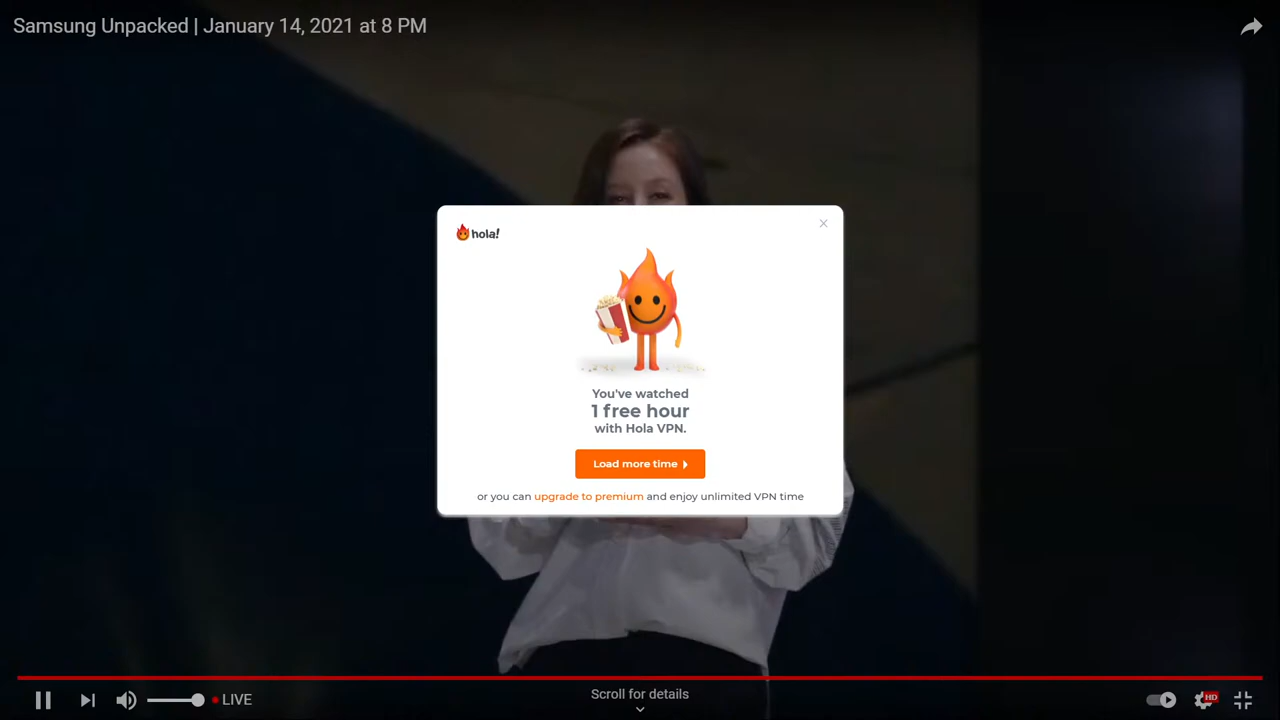 Samsung Unpacked | January 14, 2021 at 8 PM
hola!
You've watched
1 free hour
with Hola VPN.
Load more time
or you can upgrade to premium and enjoy unlimited VPN time
LIVE
Scroll for details
HD